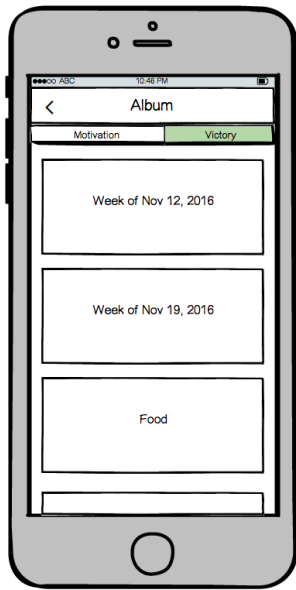 ●●●○○ ABC 10:46 PM
< Album
Motivation Victory
Week of Nov 12, 2016
Week of Nov 19, 2016
Food